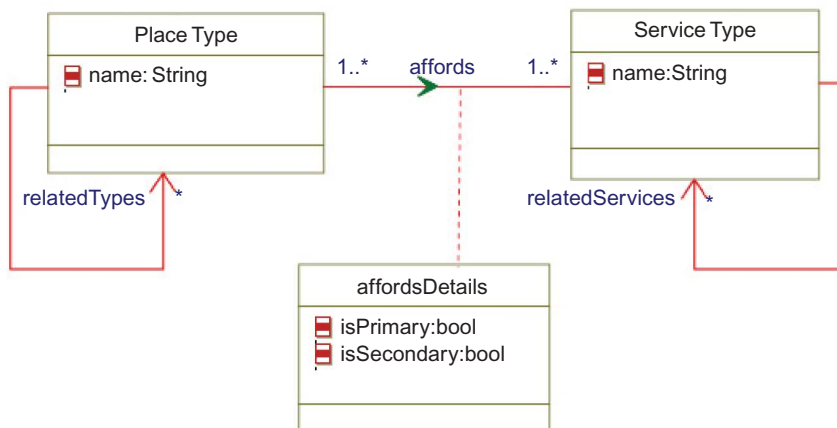 Place Type
name: String
1..*
affords
1..*
Service Type
name:String
relatedTypes
*
relatedServices
*
affordsDetails
isPrimary:bool
isSecondary:bool